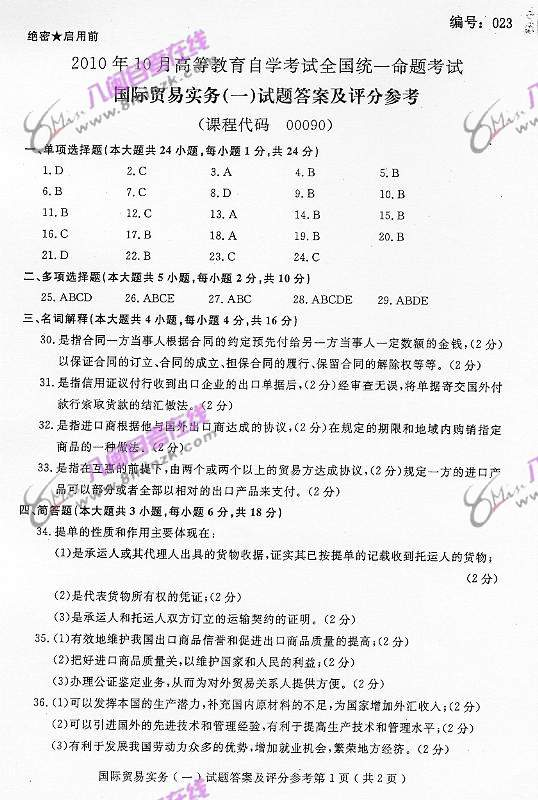 编号：023
绝密★启用前
2010年10月高等教育自学考试全国统一命题考试
国际贸易实务(一)试题答案及评分参考
(课程代码 00090)
一、单项选择题(本大题共24小题,每小题1分,共24分)
1. D 2. C 3. A 4. B 5. B
6. B 7. C 8. D 9. B 10. B
11. B 12. C 13. A 14. B 15. B
16. C 17. B 18. A 19. B 20. B
21. D 22. B 23. C 24. C
二、多项选择题(本大题共5小题,每小题2分,共10分)
25. ABCD 26. ABCE 27. ABC 28. ABCDE 29. ABDE
三、名词解释(本大题共4小题,每小题4分,共16分)
30. 是指合同一方当事人根据合同的约定预先付给另一方当事人一定数额的金钱,(2分)
以保证合同的订立、合同的成立、担保合同的履行、保留合同的解除权等等。(2分)
31. 是指信用证议付行收到出口企业的出口单据后,(2分)经审查无误,将单据寄交国外付
款行索取货款的结汇做法。(2分)
32. 是指进口商根据他与国外出口商达成的协议,(2分)在规定的期限和地域内购销指定
商品的一种做法。(2分)
33. 是指在互惠的前提下,由两个或两个以上的贸易方达成协议,(2分)规定一方的进口产
品可以部分或者全部以相对的出口产品来支付。(2分)
四、简答题(本大题共3小题,每小题6分,共18分)
34. 提单的性质和作用主要体现在:
(1)是承运人或其代理人出具的货物收据,证实其已按提单的记载收到托运人的货物;
(2分)
(2)是代表货物所有权的凭证;(2分)
(3)是承运人和托运人双方订立的运输契约的证明。(2分)
35. (1)有效地维护我国出口商品信誉和促进出口商品质量的提高;(2分)
(2)把好进口商品质量关,以维护国家和人民的利益;(2分)
(3)办理公证鉴定业务,从而为对外贸易关系人提供方便。(2分)
36. (1)可以发挥本国的生产潜力,补充国内原材料的不足,为国家增加外汇收入;(2分)
(2)可以引进国外的先进技术和管理经验,有利于提高生产技术和管理水平;(2分)
(3)有利于发展我国劳动力众多的优势,增加就业机会,繁荣地方经济。(2分)
国际贸易实务(一)试题答案及评分参考第1页(共2页)